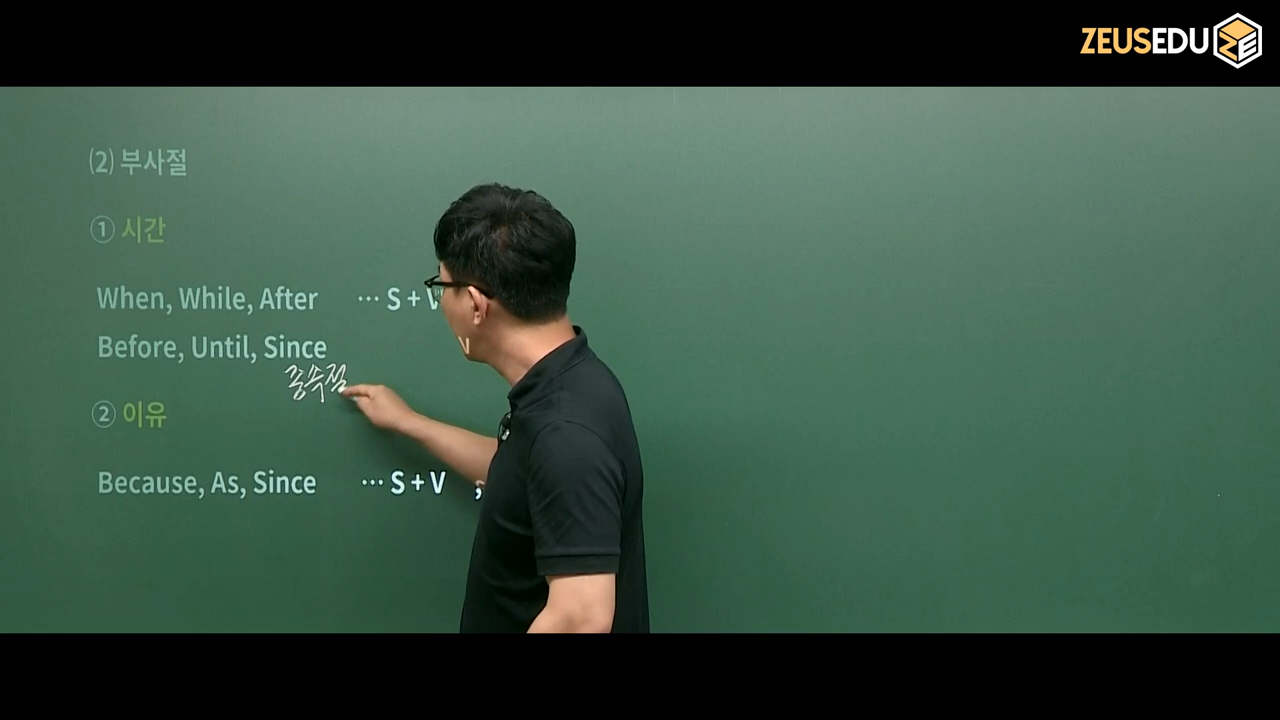 ZEUSEDU ZE
(2) 부사절
① 시간
When, While, After ··· S + V
Before, Until, Since
종속절
② 이유
Because, As, Since ··· S + V ,